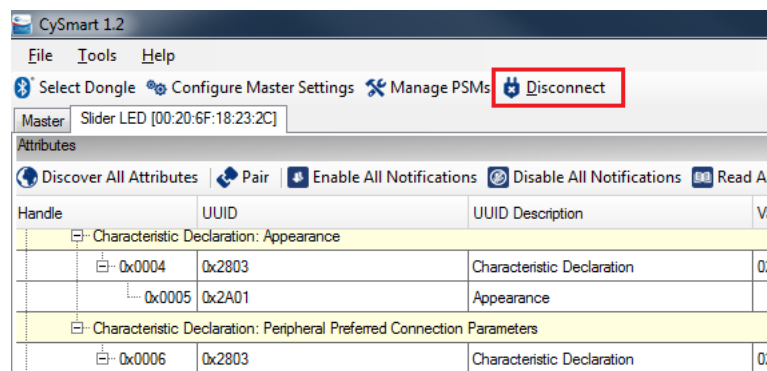 CySmart 1.2
File Tools Help
Select Dongle Configure Master Settings Manage PSMs Disconnect
Master Slider LED [00:20:6F:18:23:2C]
Attributes
Discover All Attributes Pair Enable All Notifications Disable All Notifications Read A
Handle UUID UUID Description V
Characteristic Declaration: Appearance
0x0004 0x2803 Characteristic Declaration 0
0x0005 0x2A01 Appearance
Characteristic Declaration: Peripheral Preferred Connection Parameters
0x0006 0x2803 Characteristic Declaration 0